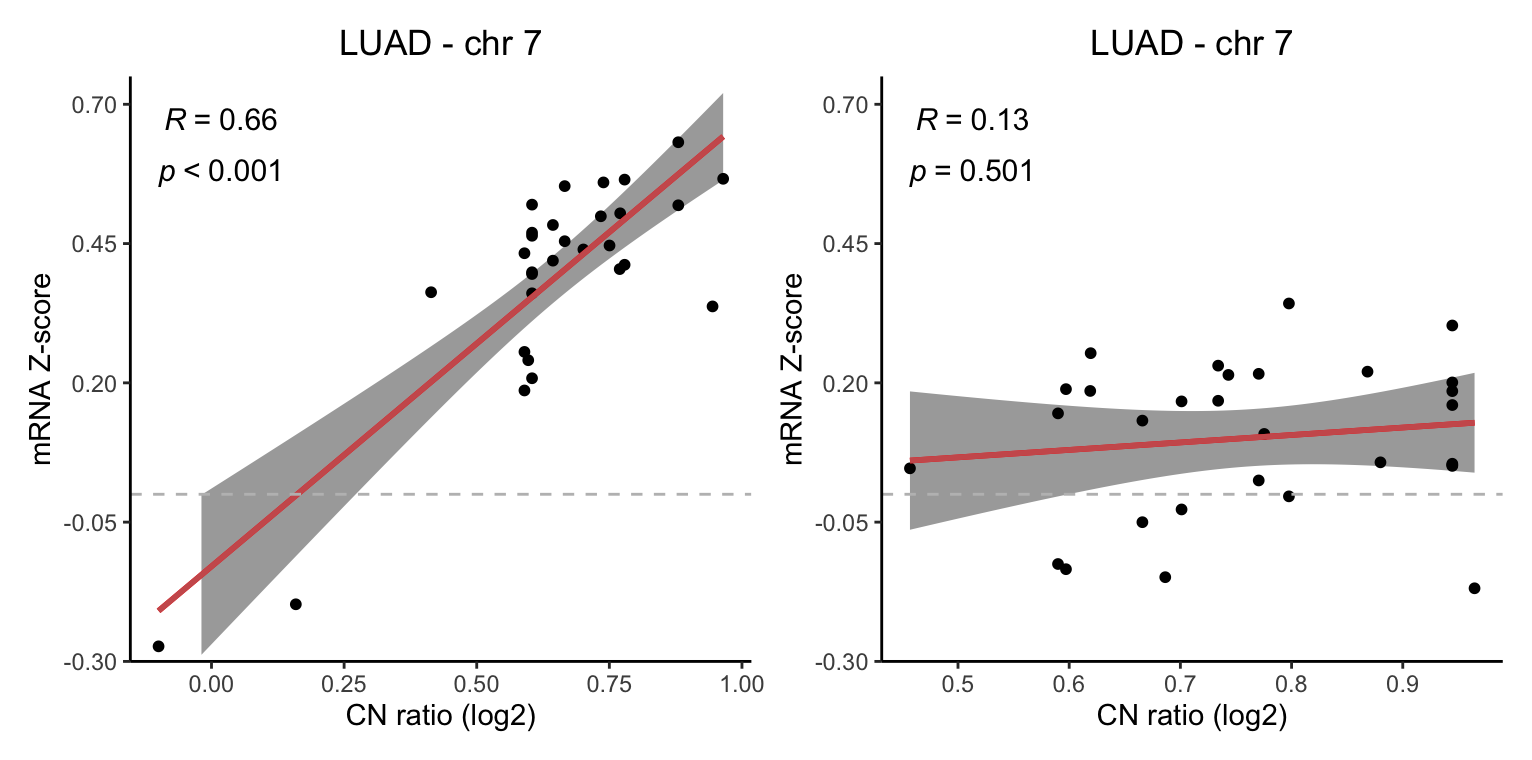 LUAD - chr 7
R = 0.66
p < 0.001
0.70
0.45
0.20
-0.05
-0.30
mRNA Z-score
0.00 0.25 0.50 0.75 1.00
CN ratio (log2)
LUAD - chr 7
R = 0.13
p = 0.501
0.70
0.45
0.20
-0.05
-0.30
mRNA Z-score
0.5 0.6 0.7 0.8 0.9
CN ratio (log2)